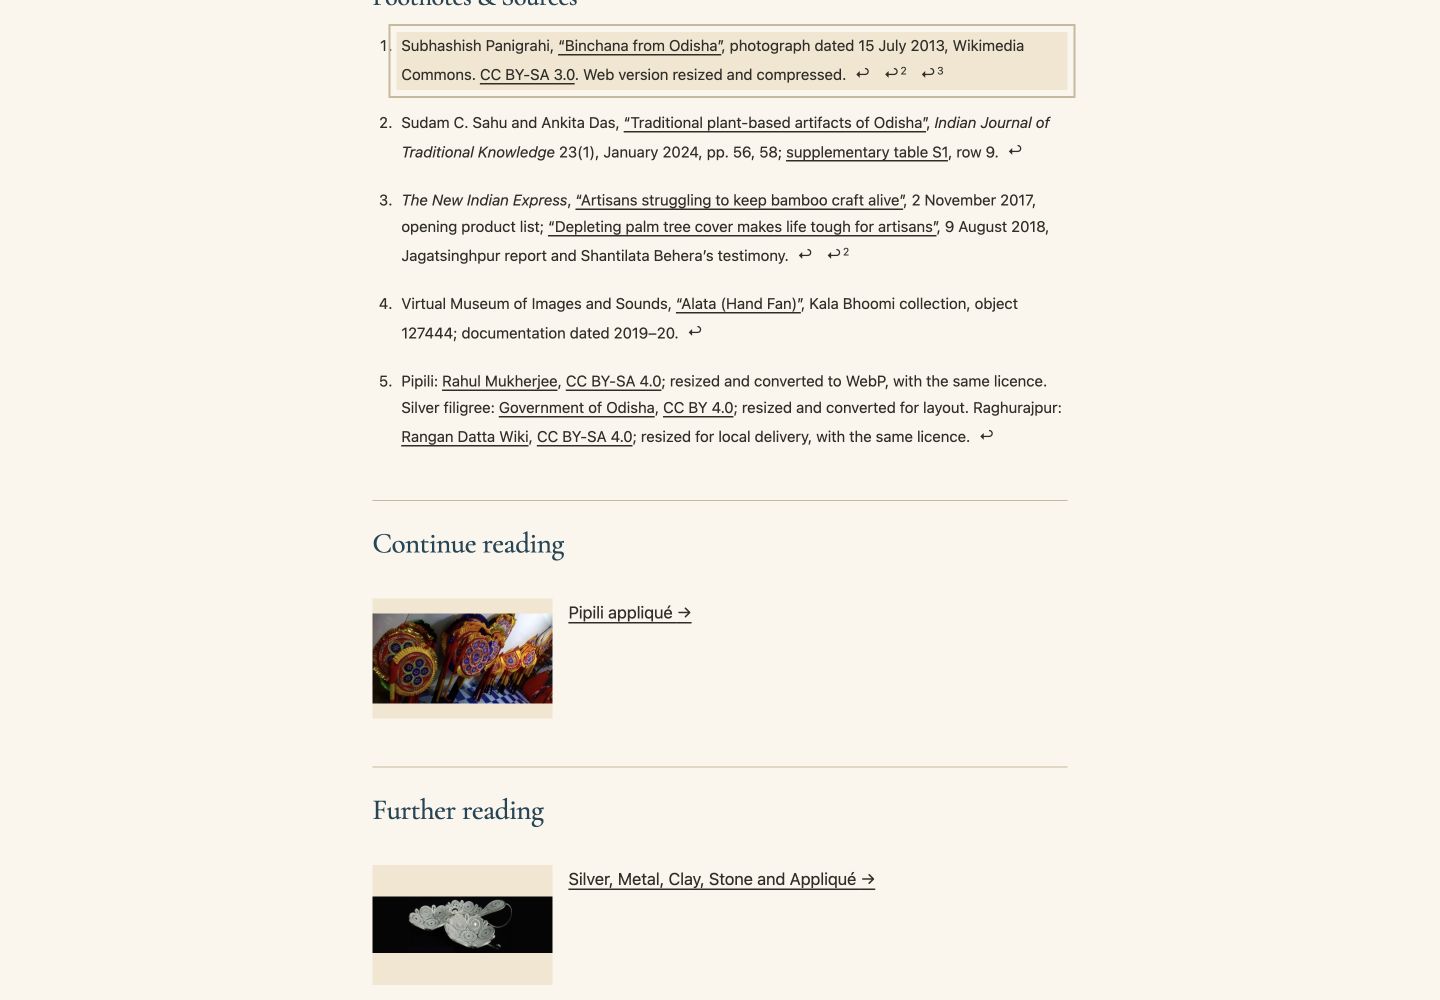 Footnotes & Sources
1. Subhashish Panigrahi, “Binchana from Odisha”, photograph dated 15 July 2013, Wikimedia
Commons. CC BY-SA 3.0. Web version resized and compressed. ↩ ↩2 ↩3
2. Sudam C. Sahu and Ankita Das, “Traditional plant-based artifacts of Odisha”, Indian Journal of
Traditional Knowledge 23(1), January 2024, pp. 56, 58; supplementary table S1, row 9. ↩
3. The New Indian Express, “Artisans struggling to keep bamboo craft alive”, 2 November 2017,
opening product list; “Depleting palm tree cover makes life tough for artisans”, 9 August 2018,
Jagatsinghpur report and Shantilata Behera’s testimony. ↩ ↩2
4. Virtual Museum of Images and Sounds, “Alata (Hand Fan)”, Kala Bhoomi collection, object
127444; documentation dated 2019–20. ↩
5. Pipili: Rahul Mukherjee, CC BY-SA 4.0; resized and converted to WebP, with the same licence.
Silver filigree: Government of Odisha, CC BY 4.0; resized and converted for layout. Raghurajpur:
Rangan Datta Wiki, CC BY-SA 4.0; resized for local delivery, with the same licence. ↩
Continue reading
Pipili appliqué →
Further reading
Silver, Metal, Clay, Stone and Appliqué →